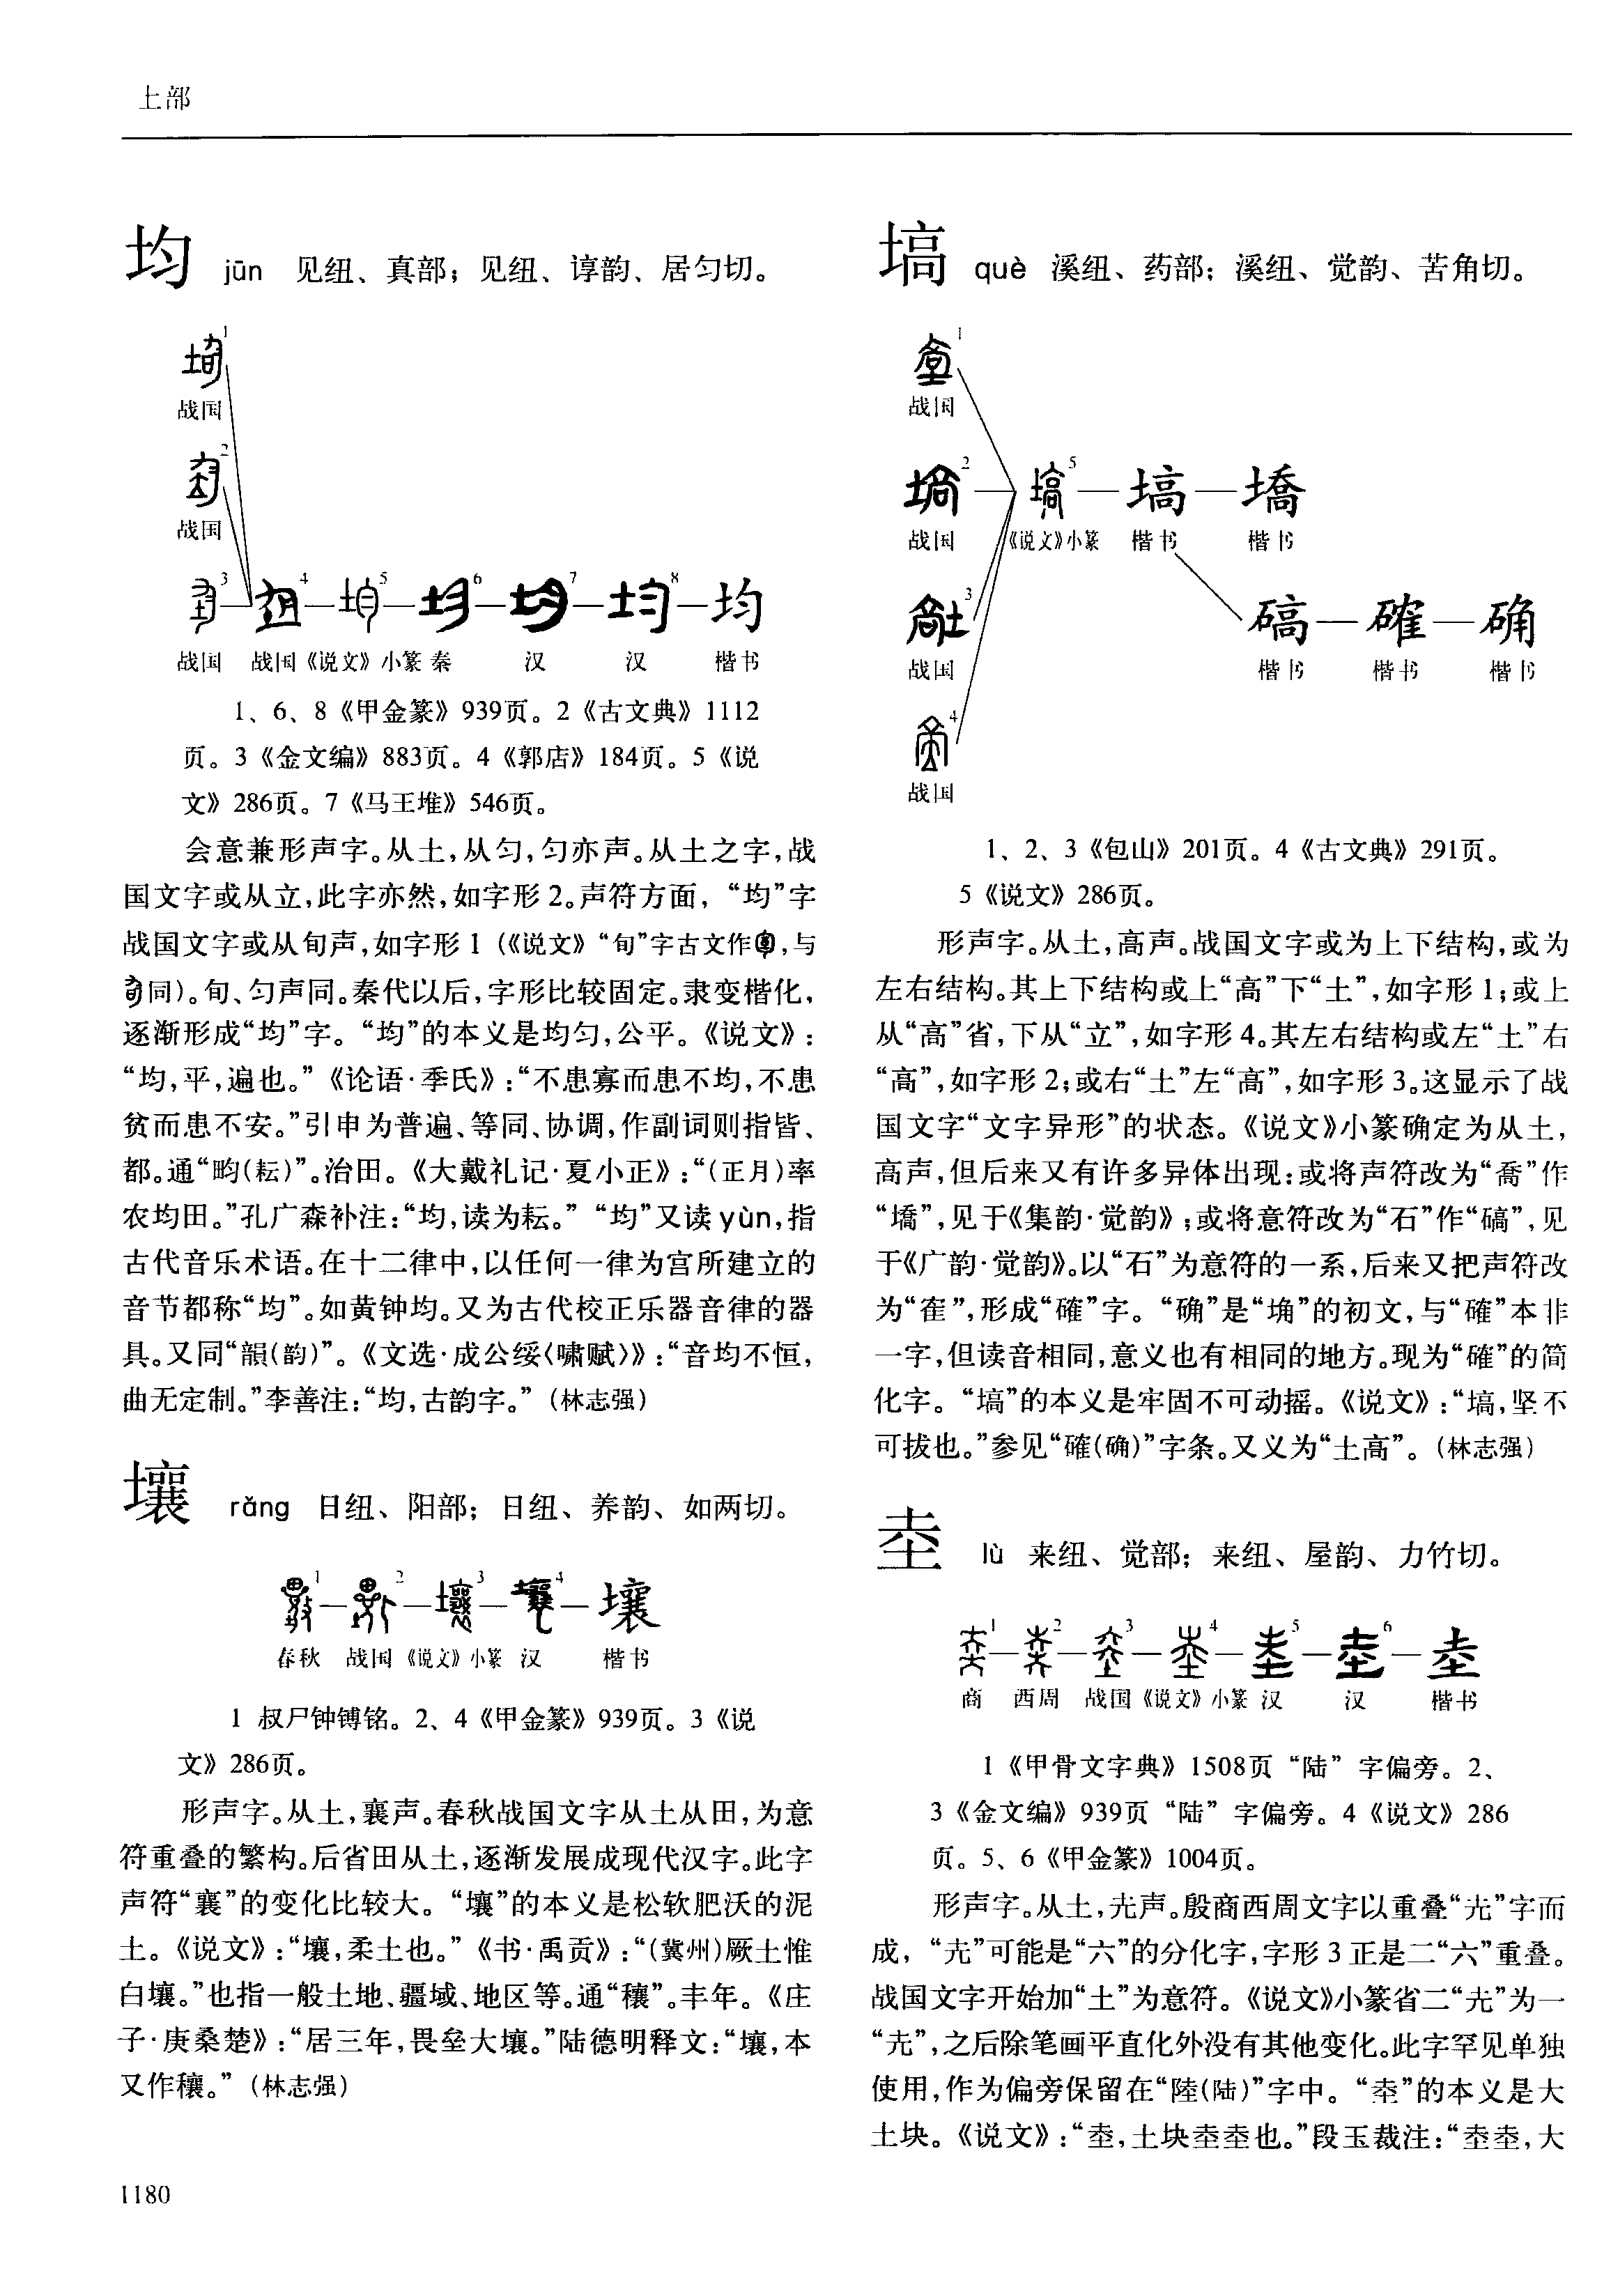 土部
均 jūn 见纽、真部；见纽、谆韵、居匀切。
1
战国
2
战国
3 4 5 6 7 8 均
战国 战国《说文》小篆 秦 汉 汉 楷书
1、6、8《甲金篆》939页。2《古文典》1112
页。3《金文编》883页。4《郭店》184页。5《说
文》286页。7《马王堆》546页。
会意兼形声字。从土，从匀，匀亦声。从土之字，战
国文字或从立，此字亦然，如字形2。声符方面，“均”字
战国文字或从旬声，如字形1（《说文》“旬”字古文作，与
同）。旬、匀声同。秦代以后，字形比较固定。隶变楷化，
逐渐形成“均”字。“均”的本义是均匀，公平。《说文》：
“均，平，遍也。”《论语·季氏》：“不患寡而患不均，不患
贫而患不安。”引申为普遍、等同、协调，作副词则指皆、
都。通“畇（耘）”。治田。《大戴礼记·夏小正》：“（正月）率
农均田。”孔广森补注：“均，读为耘。”“均”又读yùn，指
古代音乐术语。在十二律中，以任何一律为宫所建立的
音节都称“均”。如黄钟均。又为古代校正乐器音律的器
具。又同“韻（韵）”。《文选·成公绥〈啸赋〉》：“音均不恒，
曲无定制。”李善注：“均，古韵字。”（林志强）
壤 rǎng 日纽、阳部；日纽、养韵、如两切。
1 2 3 4 壤
春秋 战国《说文》小篆 汉 楷书
1 叔尸钟镈铭。2、4《甲金篆》939页。3《说
文》286页。
形声字。从土，襄声。春秋战国文字从土从田，为意
符重叠的繁构。后省田从土，逐渐发展成现代汉字。此字
声符“襄”的变化比较大。“壤”的本义是松软肥沃的泥
土。《说文》：“壤，柔土也。”《书·禹贡》：“（冀州）厥土惟
白壤。”也指一般土地、疆域、地区等。通“穰”。丰年。《庄
子·庚桑楚》：“居三年，畏垒大壤。”陆德明释文：“壤，本
又作穰。”（林志强）
塙 què 溪纽、药部；溪纽、觉韵、苦角切。
1
战国
2 5 塙 墧
战国 《说文》小篆 楷书 楷书
3 碻 確 确
战国 楷书 楷书 楷书
4
战国
1、2、3《包山》201页。4《古文典》291页。
5《说文》286页。
形声字。从土，高声。战国文字或为上下结构，或为
左右结构。其上下结构或上“高”下“土”，如字形1；或上
从“高”省，下从“立”，如字形4。其左右结构或左“土”右
“高”，如字形2；或右“土”左“高”，如字形3。这显示了战
国文字“文字异形”的状态。《说文》小篆确定为从土，
高声，但后来又有许多异体出现：或将声符改为“喬”作
“墧”，见于《集韵·觉韵》；或将意符改为“石”作“碻”，见
于《广韵·觉韵》。以“石”为意符的一系，后来又把声符改
为“隺”，形成“確”字。“确”是“埆”的初文，与“確”本非
一字，但读音相同，意义也有相同的地方。现为“確”的简
化字。“塙”的本义是牢固不可动摇。《说文》：“塙，坚不
可拔也。”参见“確（确）”字条。又义为“土高”。（林志强）
坴 lù 来纽、觉部；来纽、屋韵、力竹切。
1 2 3 4 5 6 坴
商 西周 战国《说文》小篆 汉 汉 楷书
1《甲骨文字典》1508页“陆”字偏旁。2、
3《金文编》939页“陆”字偏旁。4《说文》286
页。5、6《甲金篆》1004页。
形声字。从土，圥声。殷商西周文字以重叠“圥”字而
成，“圥”可能是“六”的分化字，字形3正是二“六”重叠。
战国文字开始加“土”为意符。《说文》小篆省二“圥”为一
“圥”，之后除笔画平直化外没有其他变化。此字罕见单独
使用，作为偏旁保留在“陸（陆）”字中。“坴”的本义是大
土块。《说文》：“坴，土块坴坴也。”段玉裁注：“坴坴，大
1180